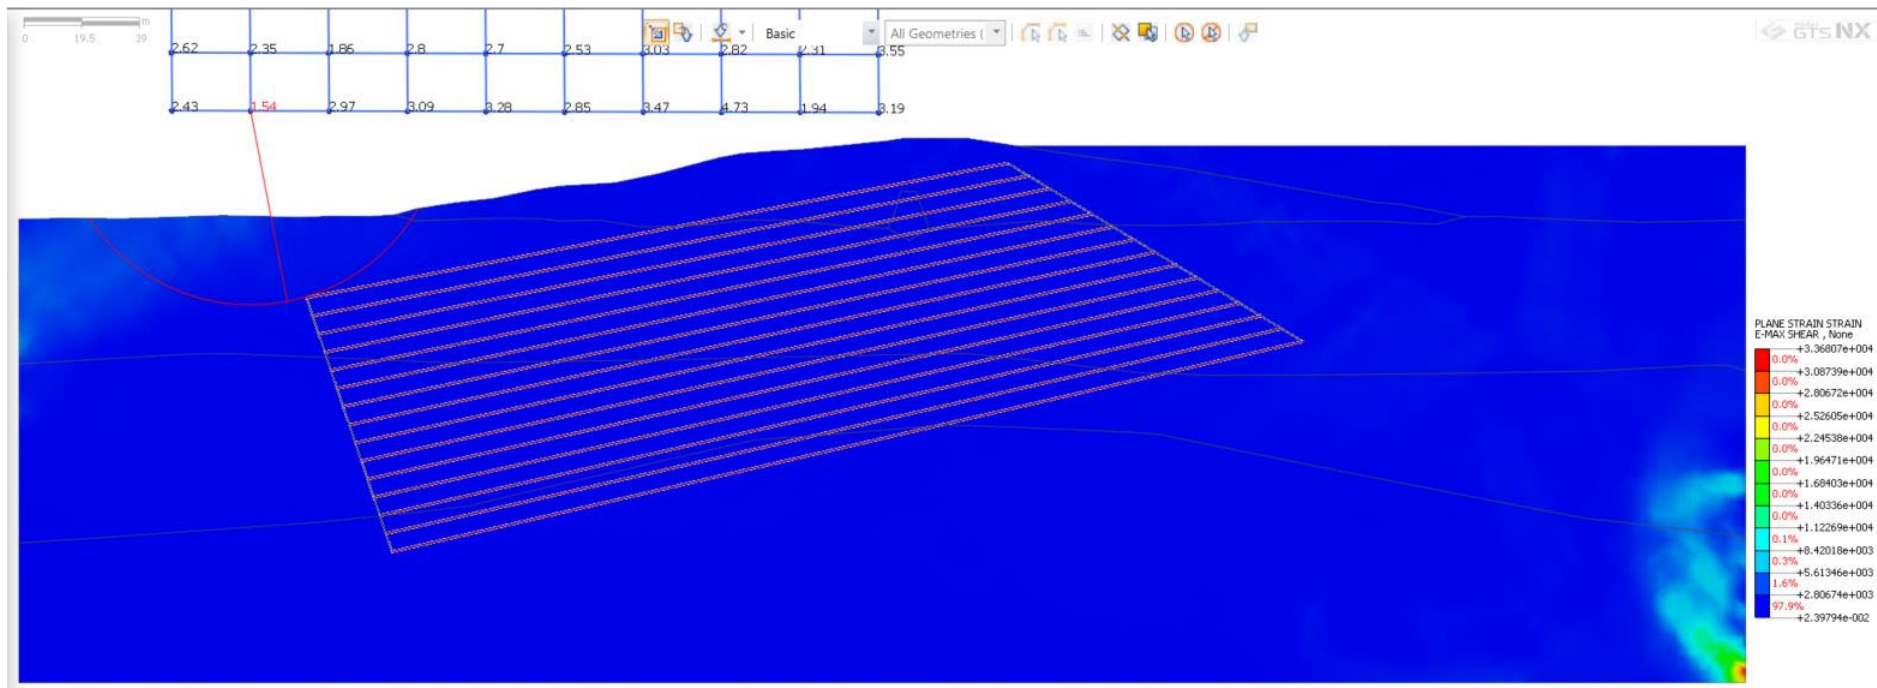 m
0 19.5 39
Basic
All Geometries (
GTS NX
2.62 2.35 1.86 2.8 2.7 2.53 3.03 2.82 2.31 3.55
2.43 1.54 2.97 3.09 3.28 2.85 3.47 4.73 1.94 3.19
PLANE STRAIN STRAIN
E-MAX SHEAR , None
+3.36807e+004
0.0%
+3.08739e+004
0.0%
+2.80672e+004
0.0%
+2.52605e+004
0.0%
+2.24538e+004
0.0%
+1.96471e+004
0.0%
+1.68403e+004
0.0%
+1.40336e+004
0.0%
+1.12269e+004
0.1%
+8.42018e+003
0.3%
+5.61346e+003
1.6%
+2.80674e+003
97.9%
+2.39794e-002